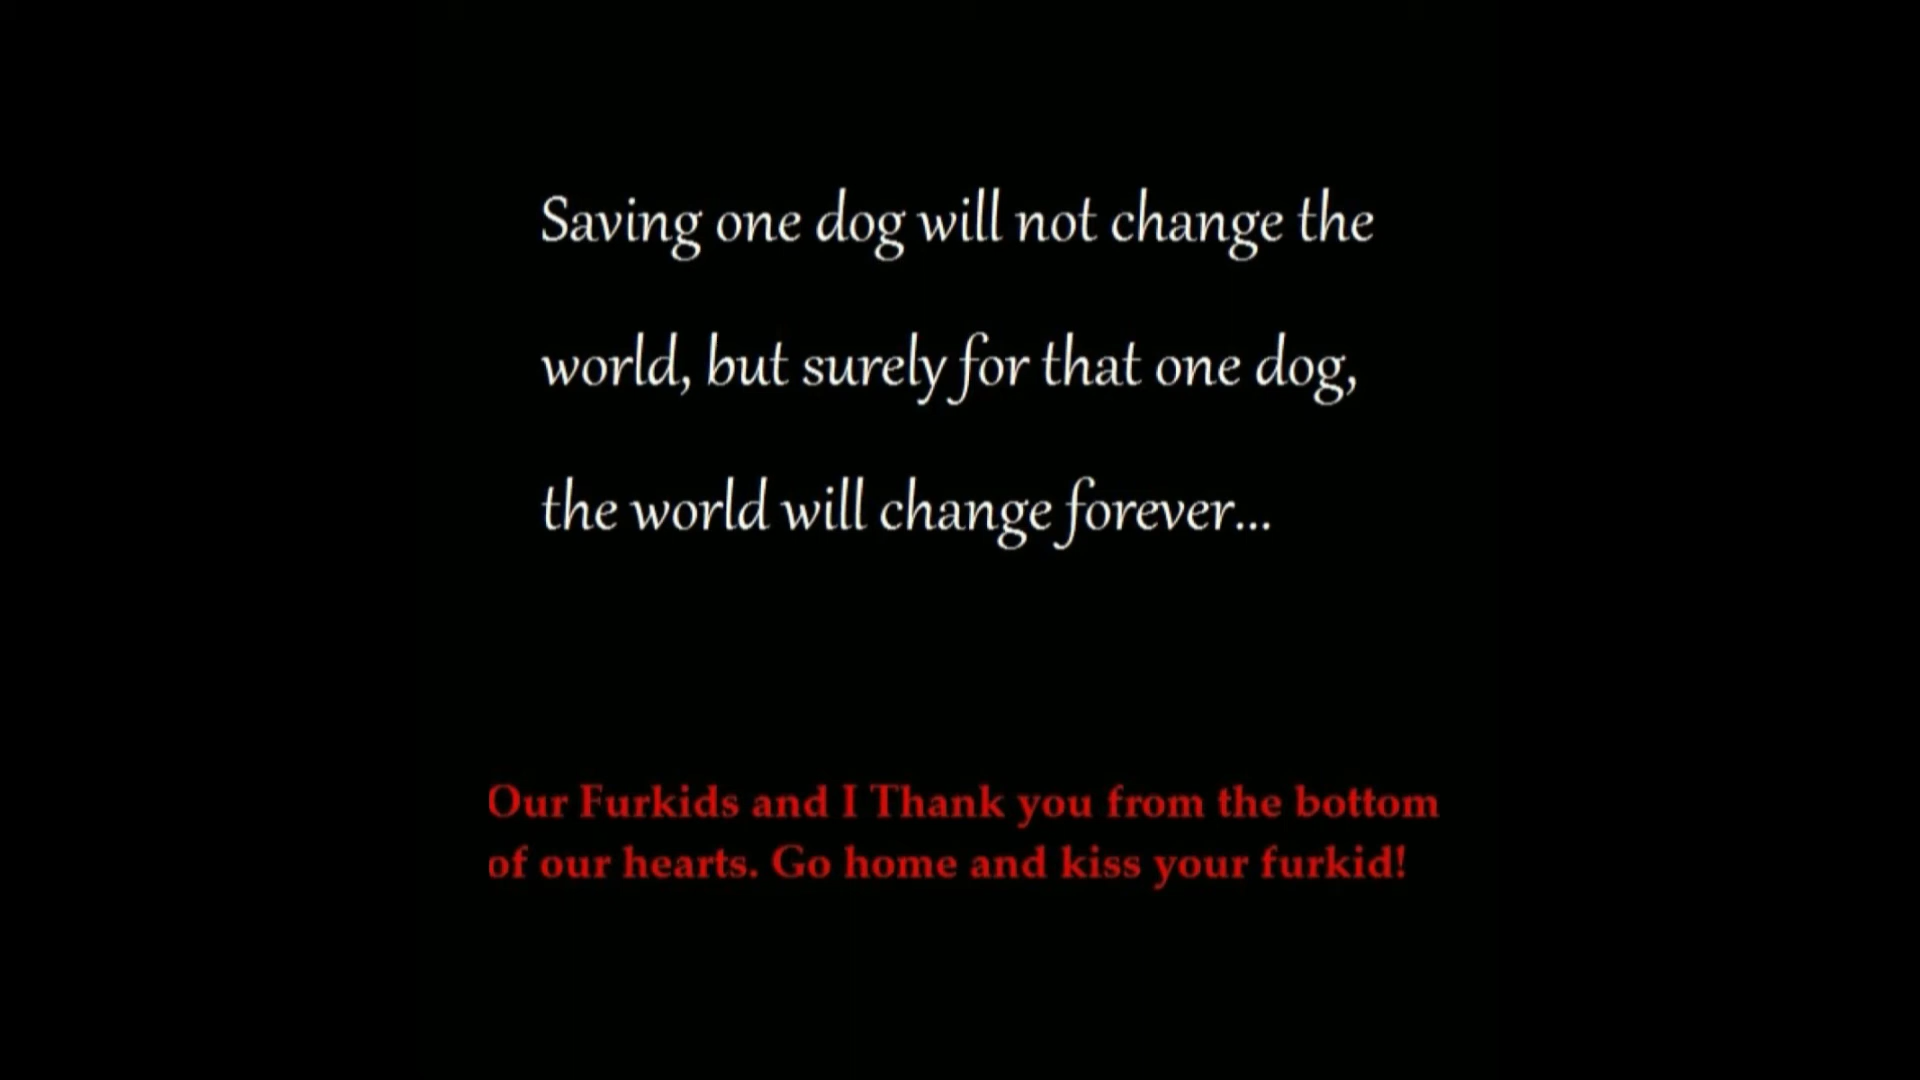 Saving one dog will not change the
world, but surely for that one dog,
the world will change forever...
Our Furkids and I Thank you from the bottom
of our hearts. Go home and kiss your furkid!